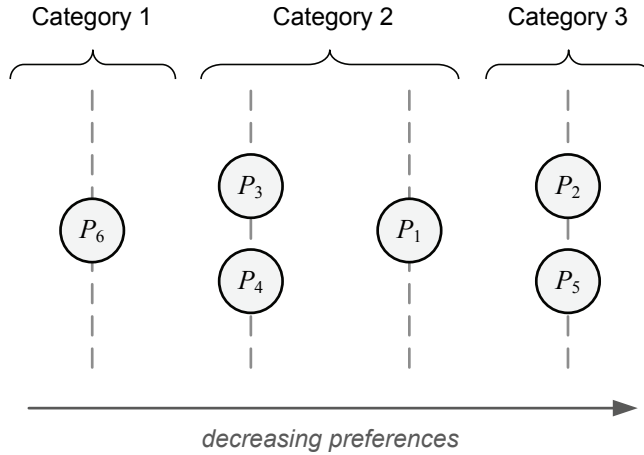 Category 1 Category 2 Category 3
P₃ P₂
P₆ P₁
P₄ P₅
decreasing preferences